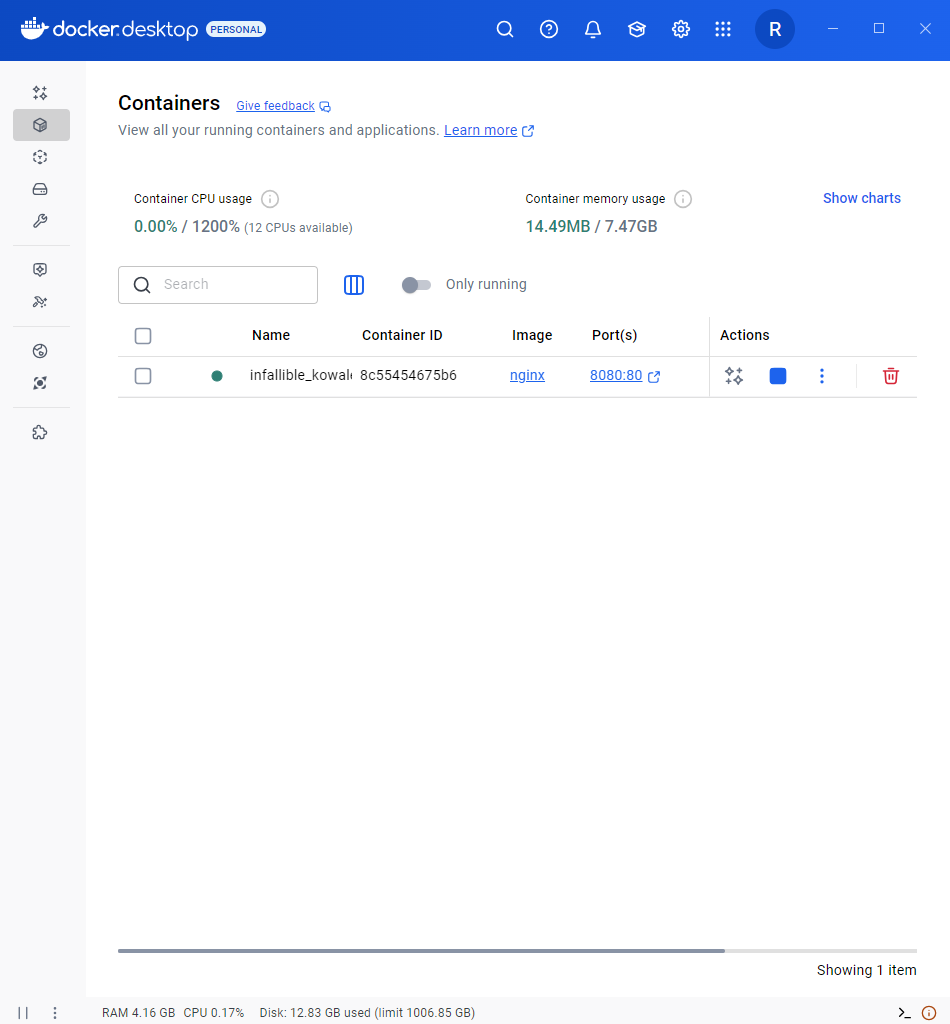 docker.desktop PERSONAL R
Containers Give feedback
View all your running containers and applications. Learn more
Container CPU usage Container memory usage Show charts
0.00% / 1200% (12 CPUs available) 14.49MB / 7.47GB
Search Only running
Name Container ID Image Port(s) Actions
8c55454675b6 nginx 8080:80
Showing 1 item
RAM 4.16 GB CPU 0.17% Disk: 12.83 GB used (limit 1006.85 GB)